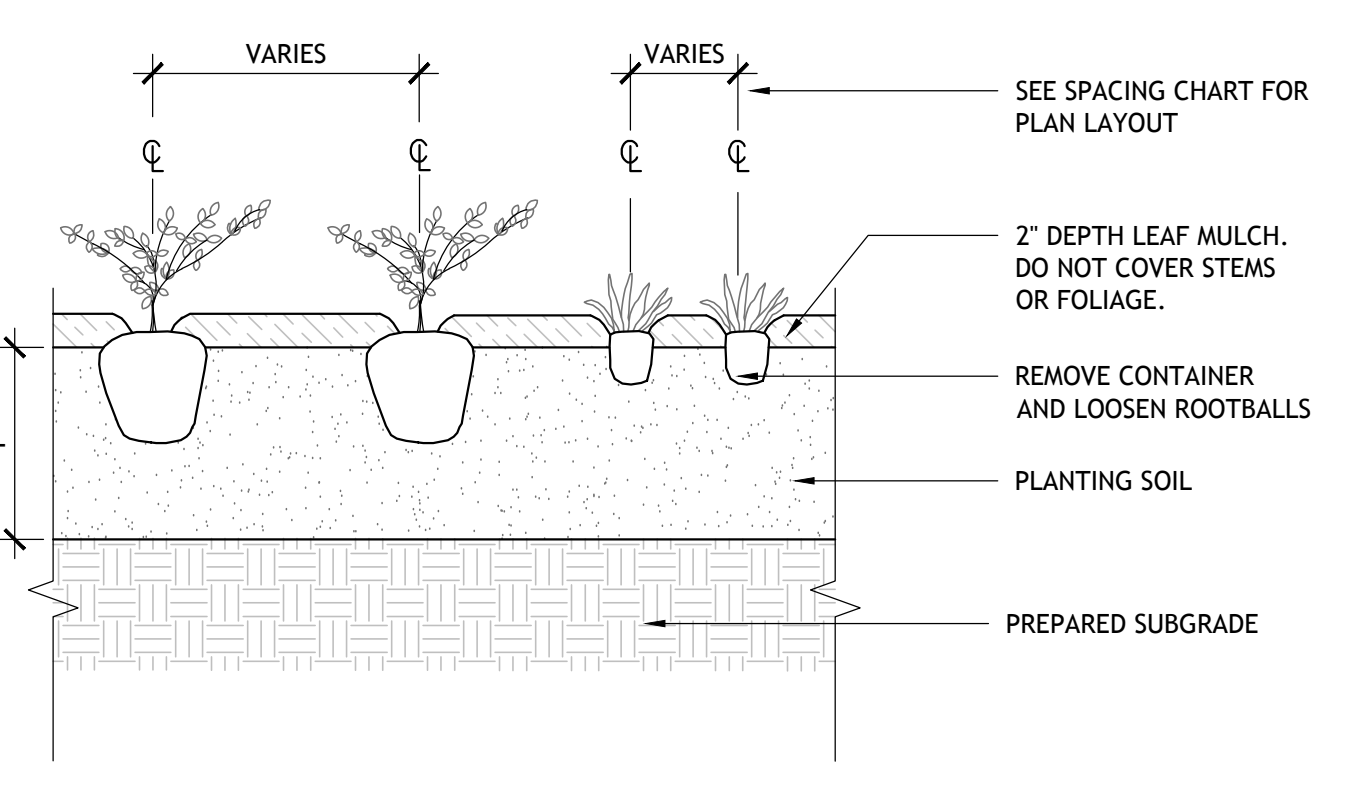 VARIES
VARIES
SEE SPACING CHART FOR
PLAN LAYOUT
℄
℄
℄
℄
2" DEPTH LEAF MULCH.
DO NOT COVER STEMS
OR FOLIAGE.
REMOVE CONTAINER
AND LOOSEN ROOTBALLS
PLANTING SOIL
PREPARED SUBGRADE